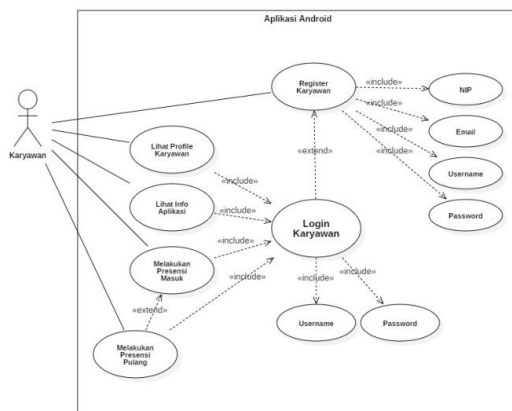 Aplikasi Android
Karyawan
Register
Karyawan
«include»
«include»
«include»
«include»
NIP
Email
Username
Password
«extend»
Lihat Profile
Karyawan
«include»
Lihat Info
Aplikasi
«include»
Login
Karyawan
Melakukan
Presensi
Masuk
«include»
«include»
«extend»
Melakukan
Presensi
Pulang
«include»
«include»
Username
Password